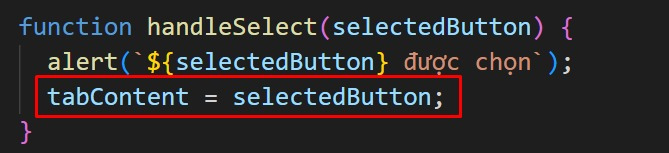 function handleSelect(selectedButton) {
alert(`${selectedButton} được chọn`);
tabContent = selectedButton;
}